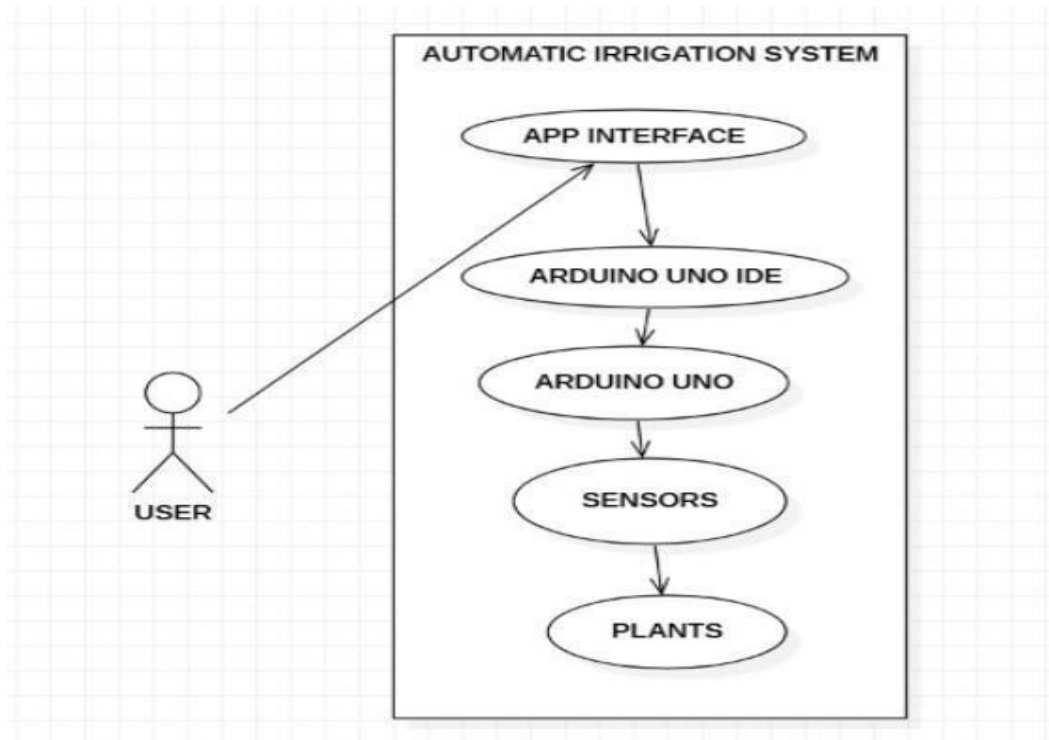 AUTOMATIC IRRIGATION SYSTEM
APP INTERFACE
ARDUINO UNO IDE
ARDUINO UNO
SENSORS
USER
PLANTS